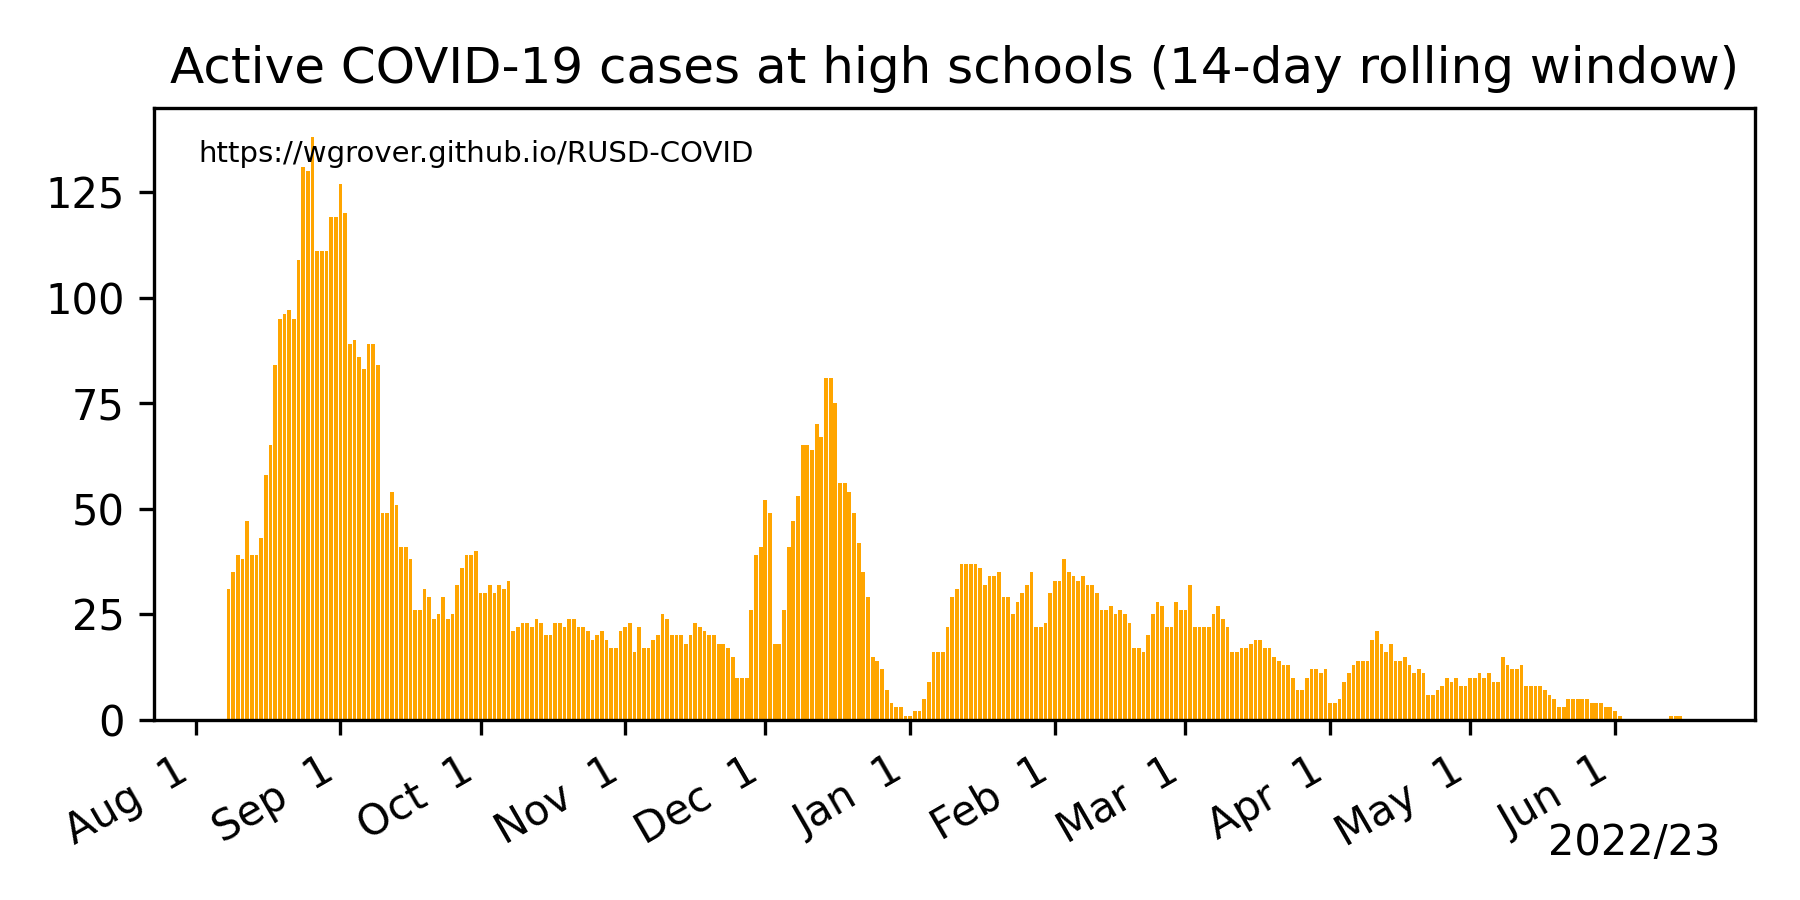 Active COVID-19 cases at high schools (14-day rolling window)
https://wgrover.github.io/RUSD-COVID
125
100
75
50
25
0
Aug 1
Sep 1
Oct 1
Nov 1
Dec 1
Jan 1
Feb 1
Mar 1
Apr 1
May 1
Jun 1
2022/23